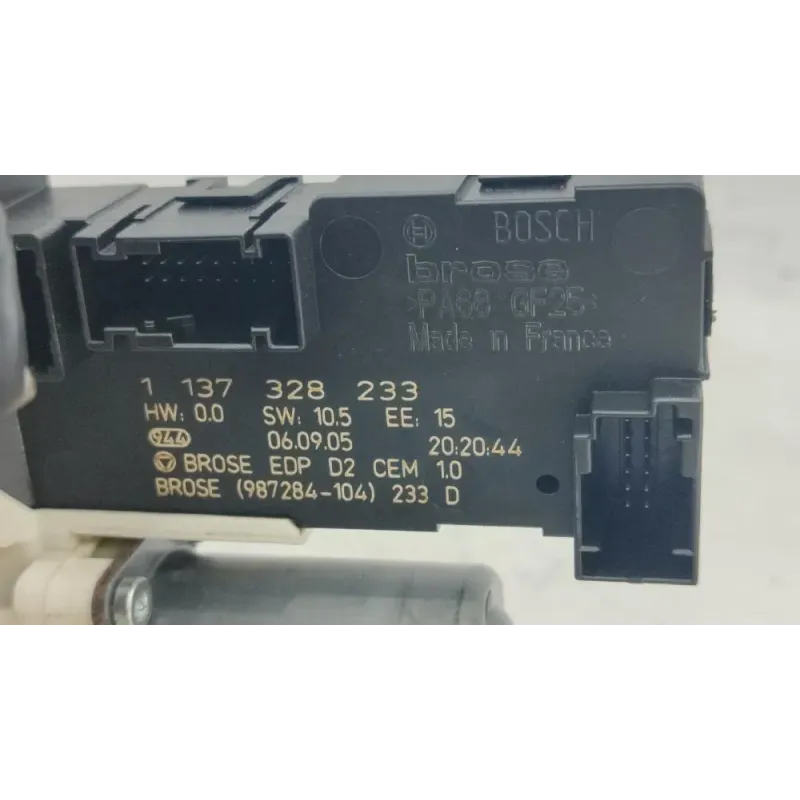 BOSCH
brose
>PA66 GF25<
Made in France
1 137 328 233
HW: 0.0 SW: 10.5 EE: 15
944 06.09.05 20:20:44
BROSE EDP D2 CEM 1.0
BROSE (987284-104) 233 D